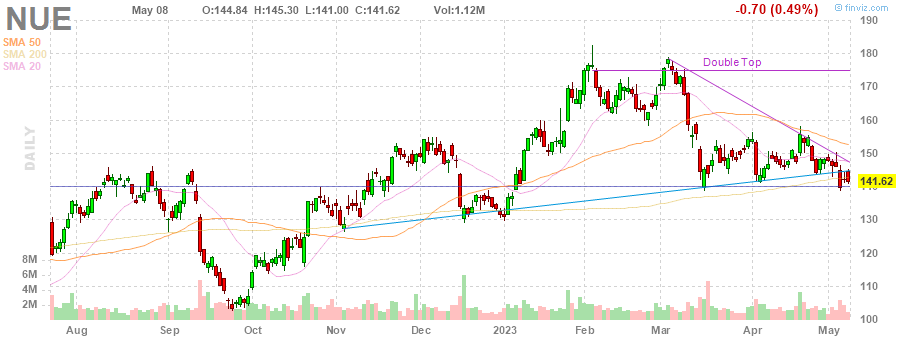 NUE May 08 O:144.84 H:145.30 L:141.00 C:141.62 Vol:1.12M -0.70 (0.49%) finviz.com
SMA 50
SMA 200
SMA 20
Double Top
DAILY
190
180
170
160
150
141.62
130
120
110
100
8M
6M
4M
2M
Aug Sep Oct Nov Dec 2023 Feb Mar Apr May